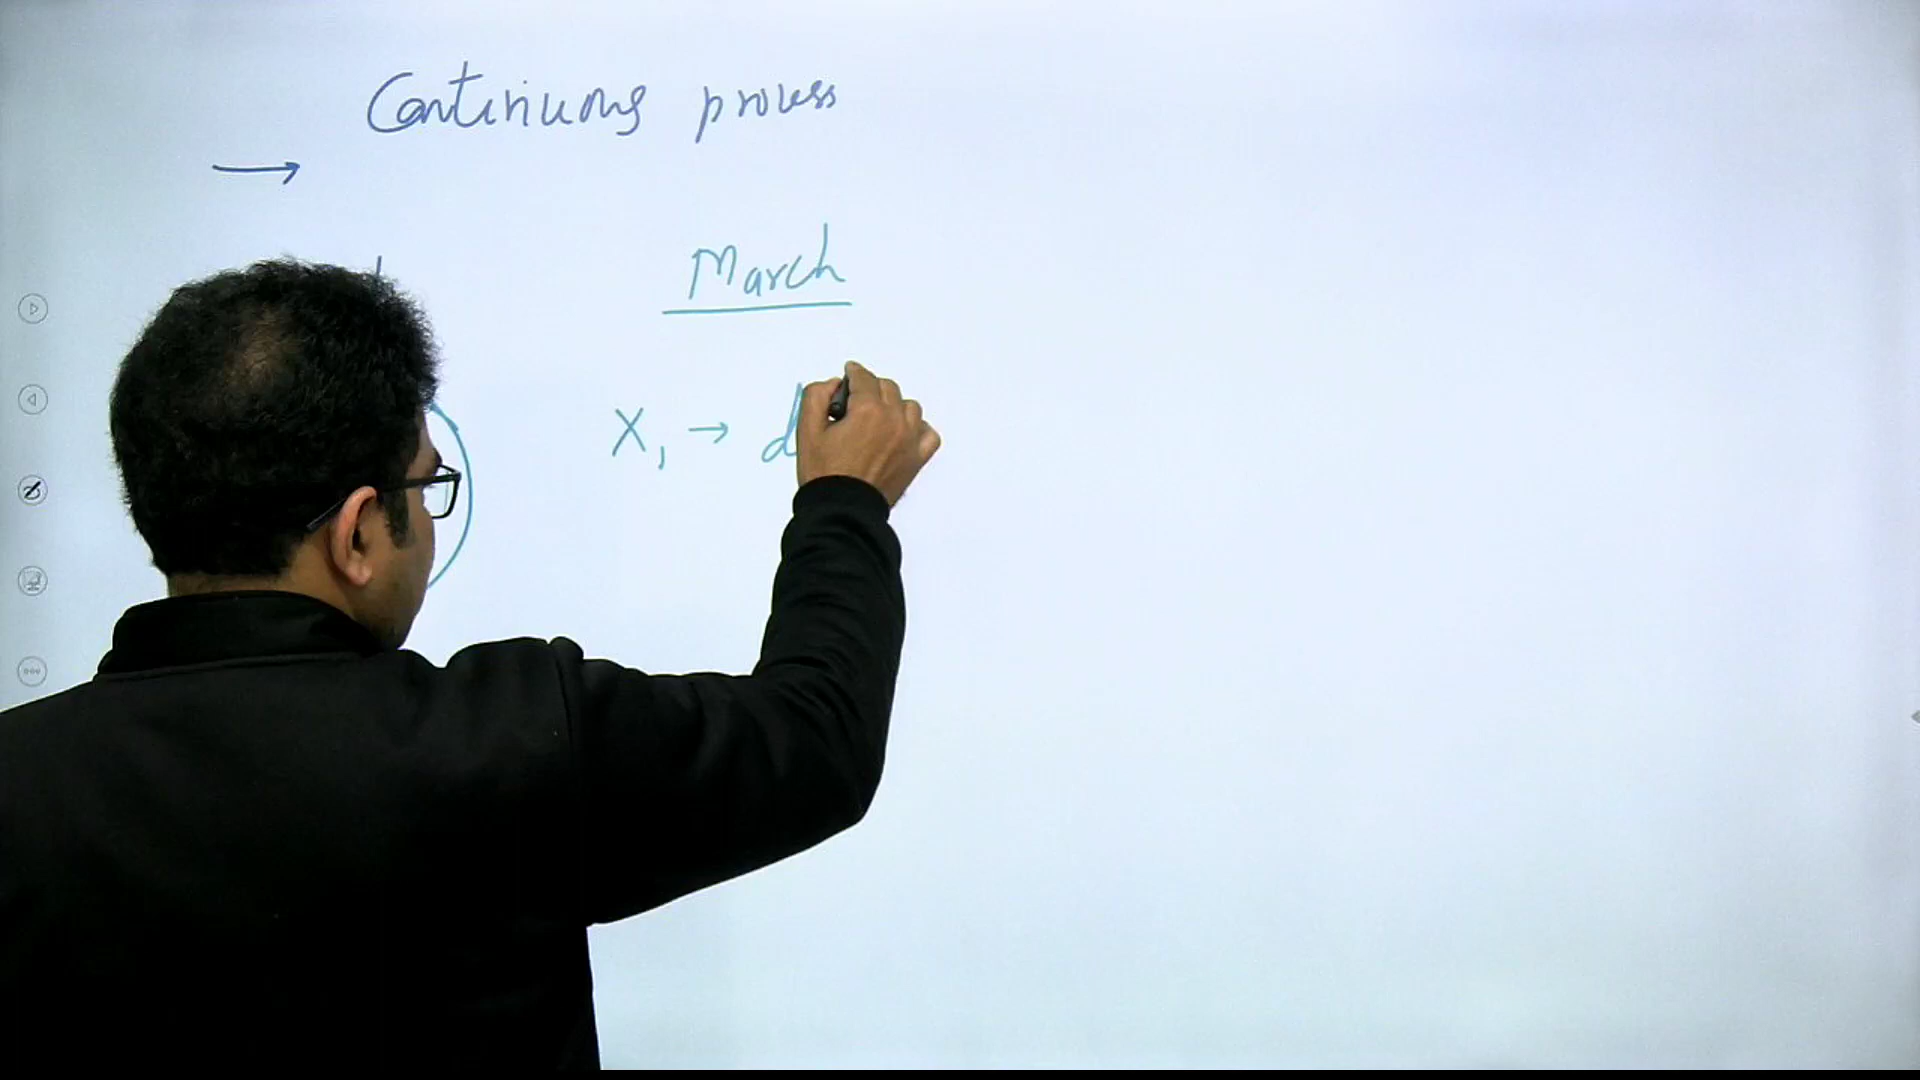 Continuous process
→
March
X₁ → d